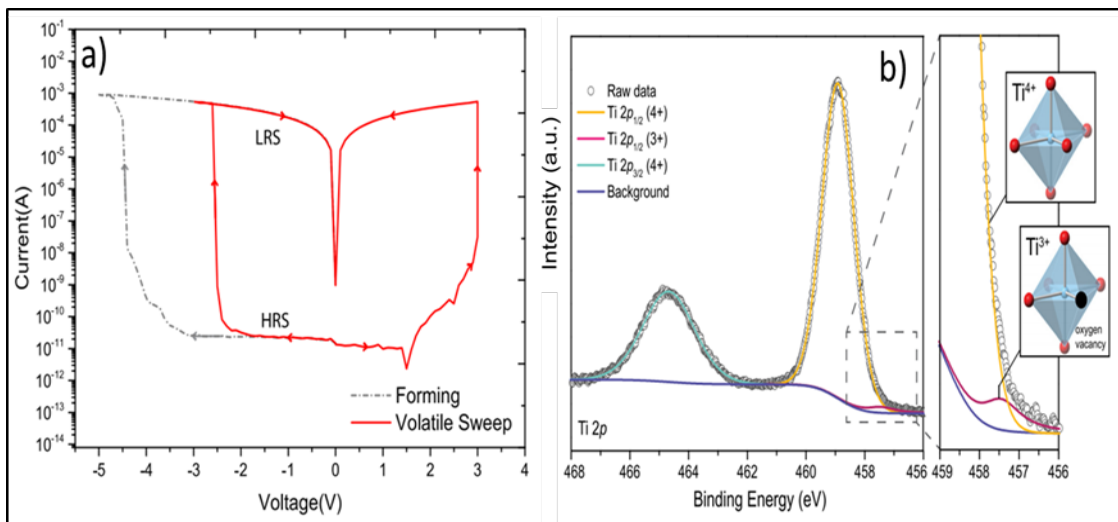 a)
Current(A)
10⁻¹
10⁻²
10⁻³
10⁻⁴
10⁻⁵
10⁻⁶
10⁻⁷
10⁻⁸
10⁻⁹
10⁻¹⁰
10⁻¹¹
10⁻¹²
10⁻¹³
10⁻¹⁴
LRS
HRS
Forming
Volatile Sweep
-5 -4 -3 -2 -1 0 1 2 3 4
Voltage(V)
b)
Intensity (a.u.)
Raw data
Ti 2p₁/₂ (4+)
Ti 2p₁/₂ (3+)
Ti 2p₃/₂ (4+)
Background
Ti 2p
468 466 464 462 460 458 456
Binding Energy (eV)
Ti⁴⁺
Ti³⁺
oxygen
vacancy
459 458 457 456